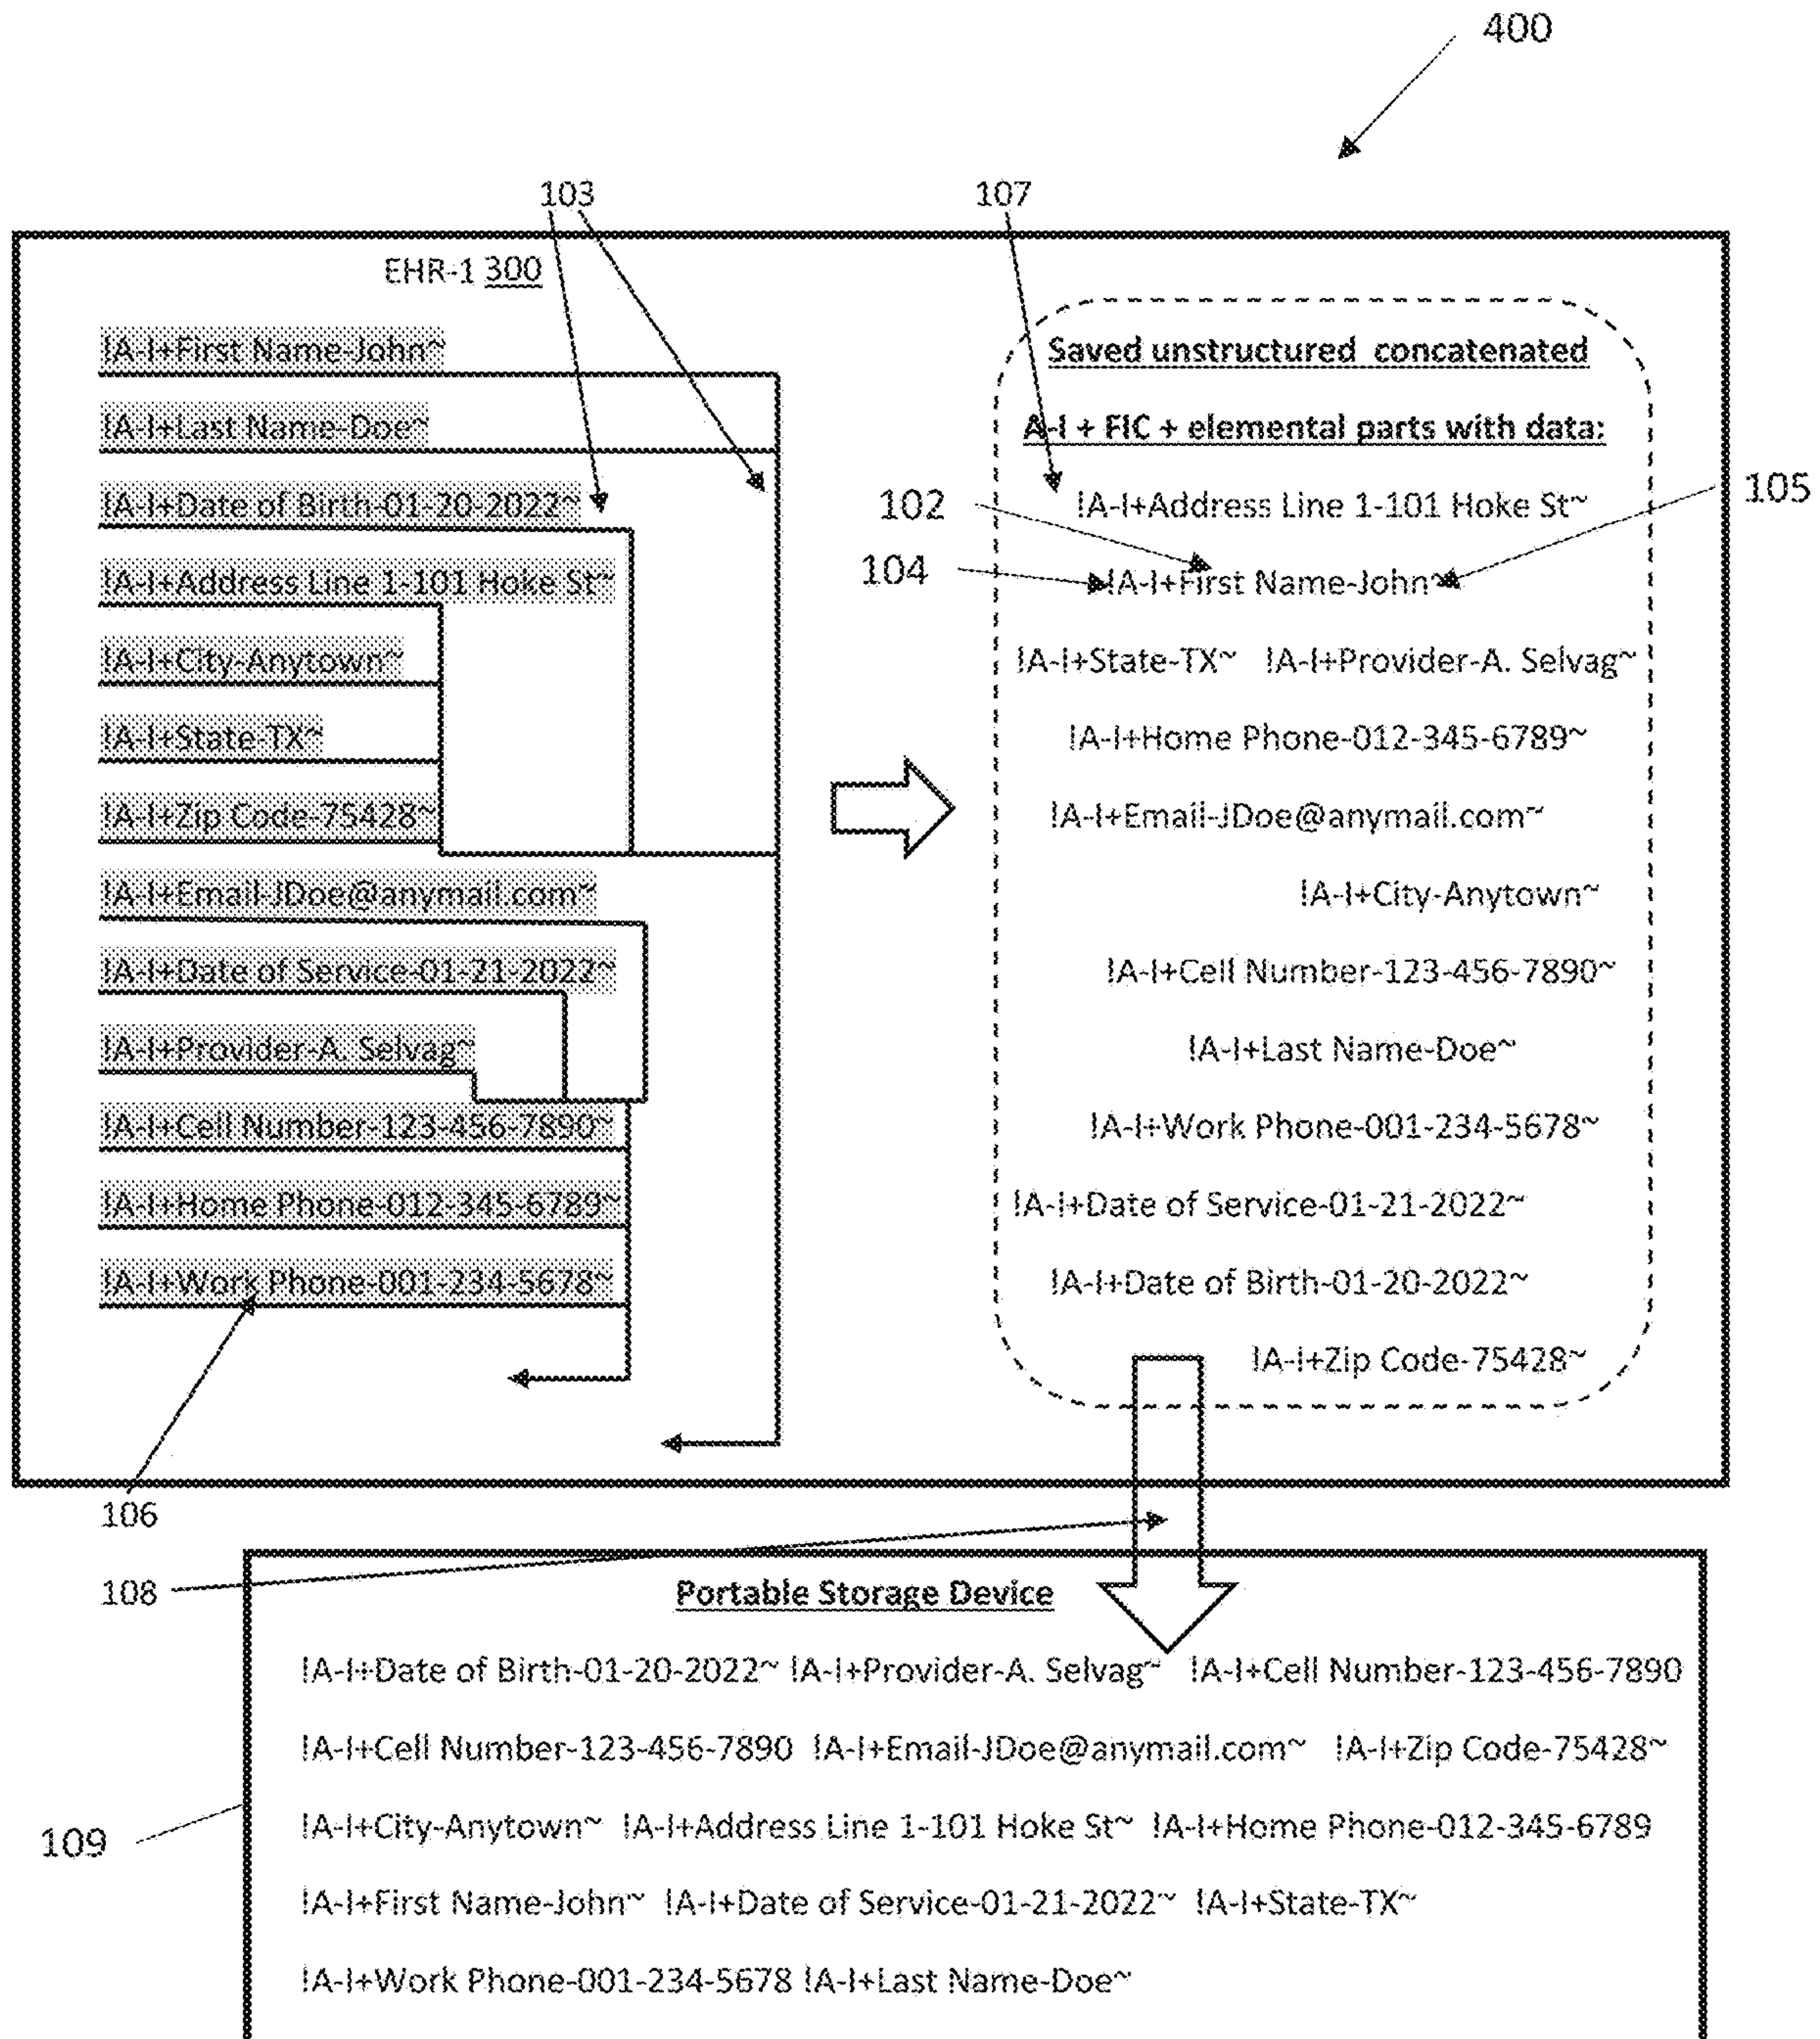 400
103
107
EHR-1 300
!A-I+First Name-John~
!A-I+Last Name-Doe~
!A-I+Date of Birth-01-20-2022~
!A-I+Address Line 1-101 Hoke St~
!A-I+City-Anytown~
!A-I+State-TX~
!A-I+Zip Code-75428~
!A-I+Email-JDoe@anymail.com~
!A-I+Date of Service-01-21-2022~
!A-I+Provider-A. Selvag~
!A-I+Cell Number-123-456-7890~
!A-I+Home Phone-012-345-6789~
!A-I+Work Phone-001-234-5678~
106
Saved unstructured concatenated
A-I + FIC + elemental parts with data:
!A-I+Address Line 1-101 Hoke St~
102
105
104
!A-I+First Name-John~
!A-I+State-TX~ !A-I+Provider-A. Selvag~
!A-I+Home Phone-012-345-6789~
!A-I+Email-JDoe@anymail.com~
!A-I+City-Anytown~
!A-I+Cell Number-123-456-7890~
!A-I+Last Name-Doe~
!A-I+Work Phone-001-234-5678~
!A-I+Date of Service-01-21-2022~
!A-I+Date of Birth-01-20-2022~
!A-I+Zip Code-75428~
108
Portable Storage Device
!A-I+Date of Birth-01-20-2022~ !A-I+Provider-A. Selvag~ !A-I+Cell Number-123-456-7890
!A-I+Cell Number-123-456-7890 !A-I+Email-JDoe@anymail.com~ !A-I+Zip Code-75428~
109
!A-I+City-Anytown~ !A-I+Address Line 1-101 Hoke St~ !A-I+Home Phone-012-345-6789
!A-I+First Name-John~ !A-I+Date of Service-01-21-2022~ !A-I+State-TX~
!A-I+Work Phone-001-234-5678 !A-I+Last Name-Doe~